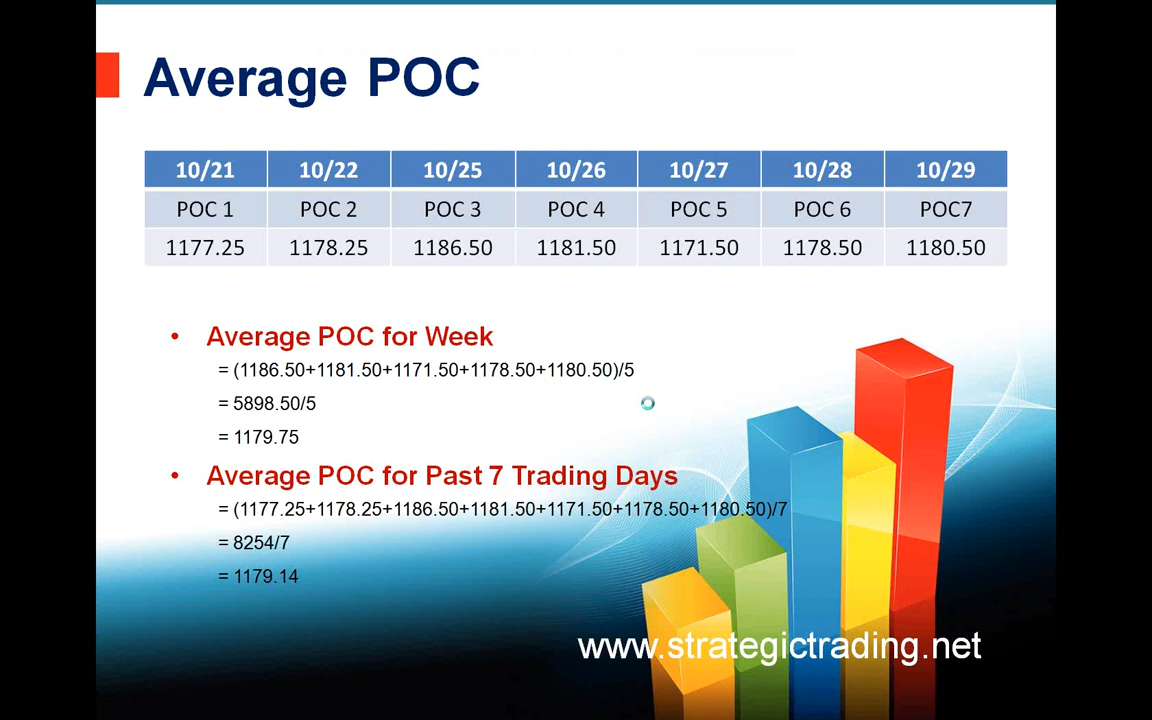 Average POC
10/21 10/22 10/25 10/26 10/27 10/28 10/29
POC 1 POC 2 POC 3 POC 4 POC 5 POC 6 POC7
1177.25 1178.25 1186.50 1181.50 1171.50 1178.50 1180.50
• Average POC for Week
= (1186.50+1181.50+1171.50+1178.50+1180.50)/5
= 5898.50/5
= 1179.75
• Average POC for Past 7 Trading Days
= (1177.25+1178.25+1186.50+1181.50+1171.50+1178.50+1180.50)/7
= 8254/7
= 1179.14
www.strategictrading.net